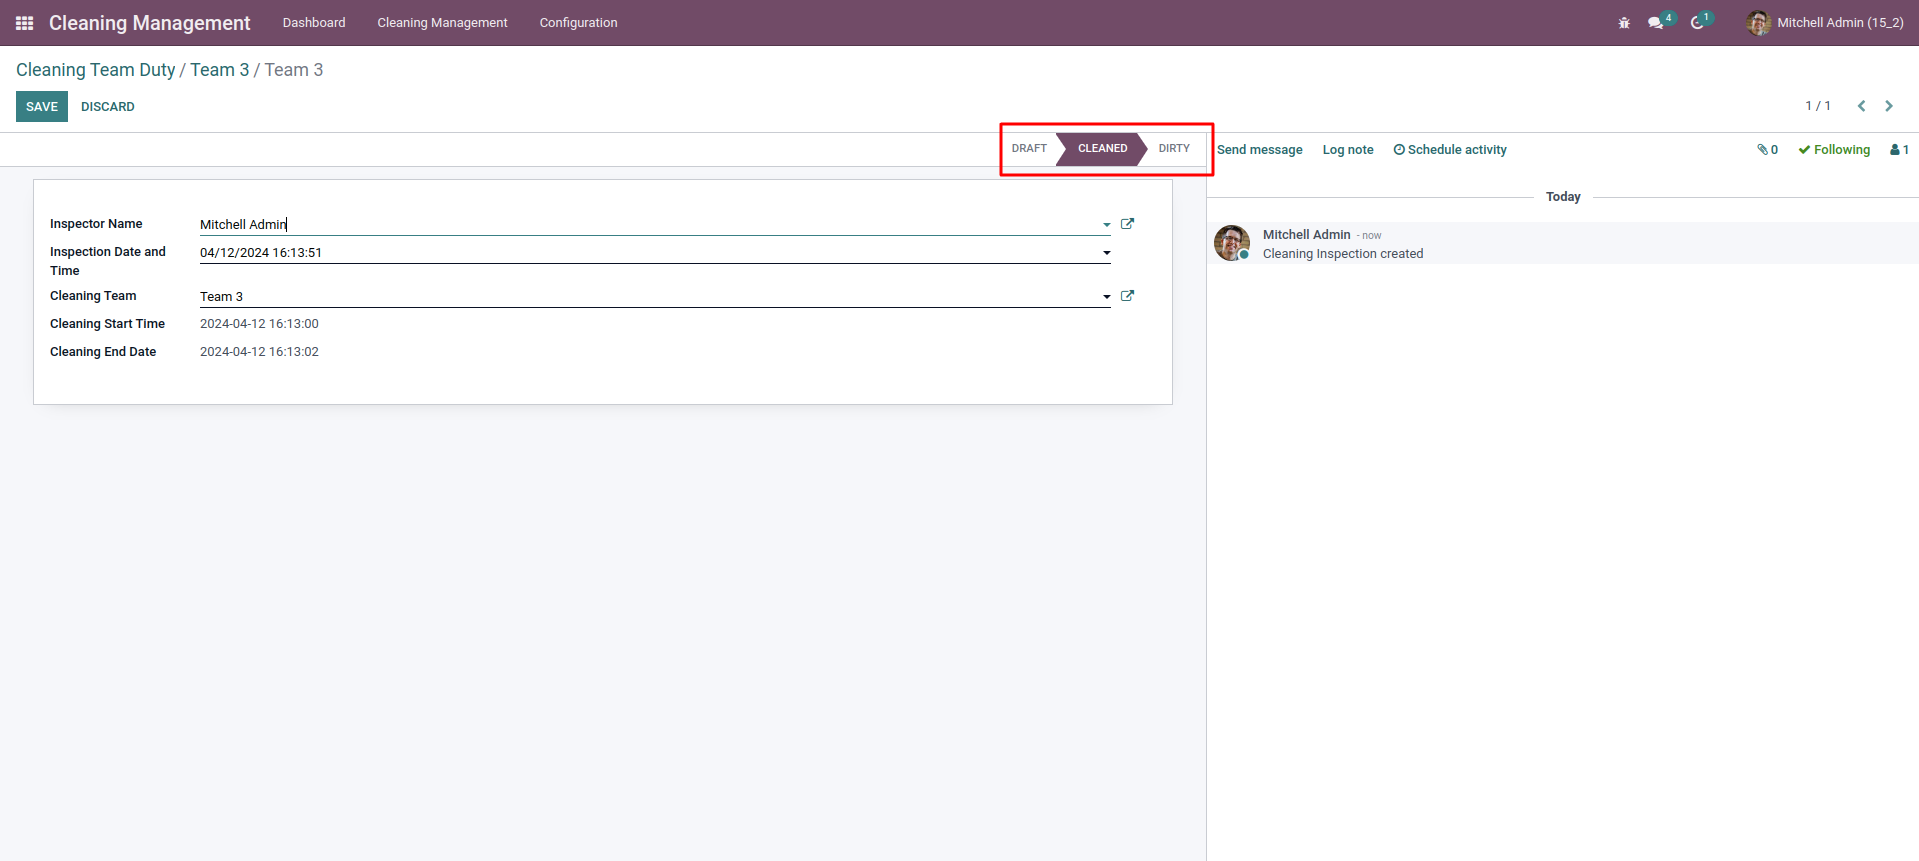 Cleaning Management Dashboard Cleaning Management Configuration 4 1 Mitchell Admin (15_2)
Cleaning Team Duty / Team 3 / Team 3
SAVE DISCARD 1 / 1
DRAFT CLEANED DIRTY Send message Log note Schedule activity 0 Following 1
Today
Inspector Name Mitchell Admin
Inspection Date and
Time
04/12/2024 16:13:51
Cleaning Team Team 3
Cleaning Start Time 2024-04-12 16:13:00
Cleaning End Date 2024-04-12 16:13:02
Mitchell Admin - now
Cleaning Inspection created